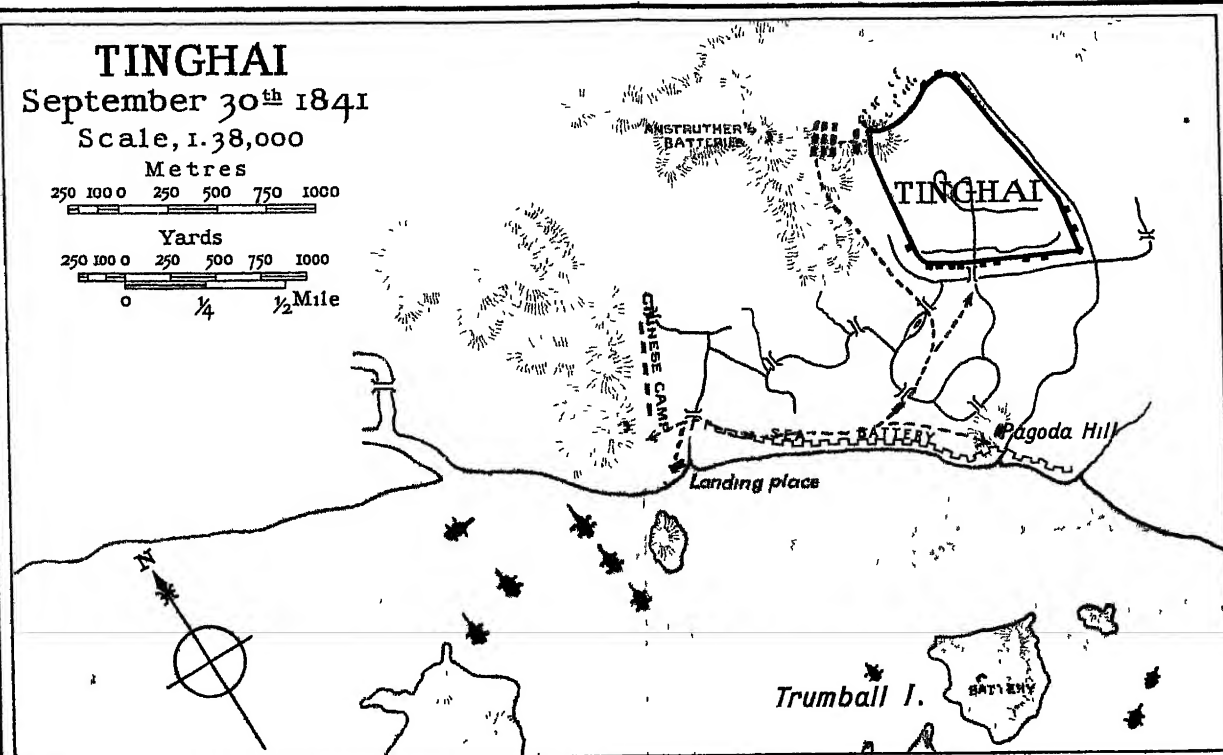 TINGHAI
September 30th 1841
Scale, 1.38,000
Metres
250 100 0 250 500 750 1000
Yards
250 100 0 250 500 750 1000
0 ¼ ½ Mile
ANSTRUTHER'S
BATTERIES
TINGHAI
CHINESE CAMP
SEA BATTERY
Pagoda Hill
Landing place
N
Trumball I.
BATTERY